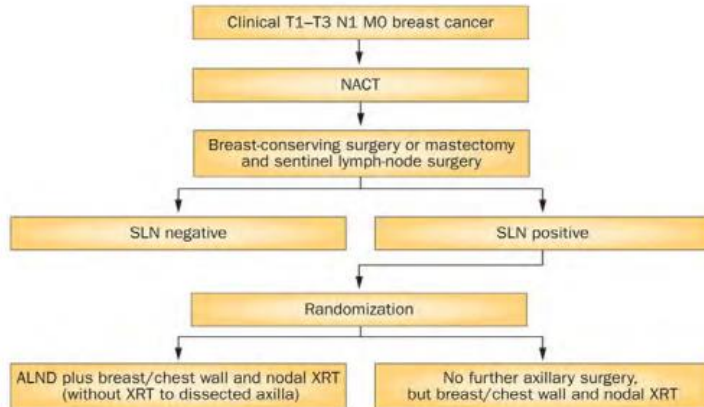 Clinical T1–T3 N1 M0 breast cancer
NACT
Breast-conserving surgery or mastectomy
and sentinel lymph-node surgery
SLN negative
SLN positive
Randomization
ALND plus breast/chest wall and nodal XRT
(without XRT to dissected axilla)
No further axillary surgery,
but breast/chest wall and nodal XRT